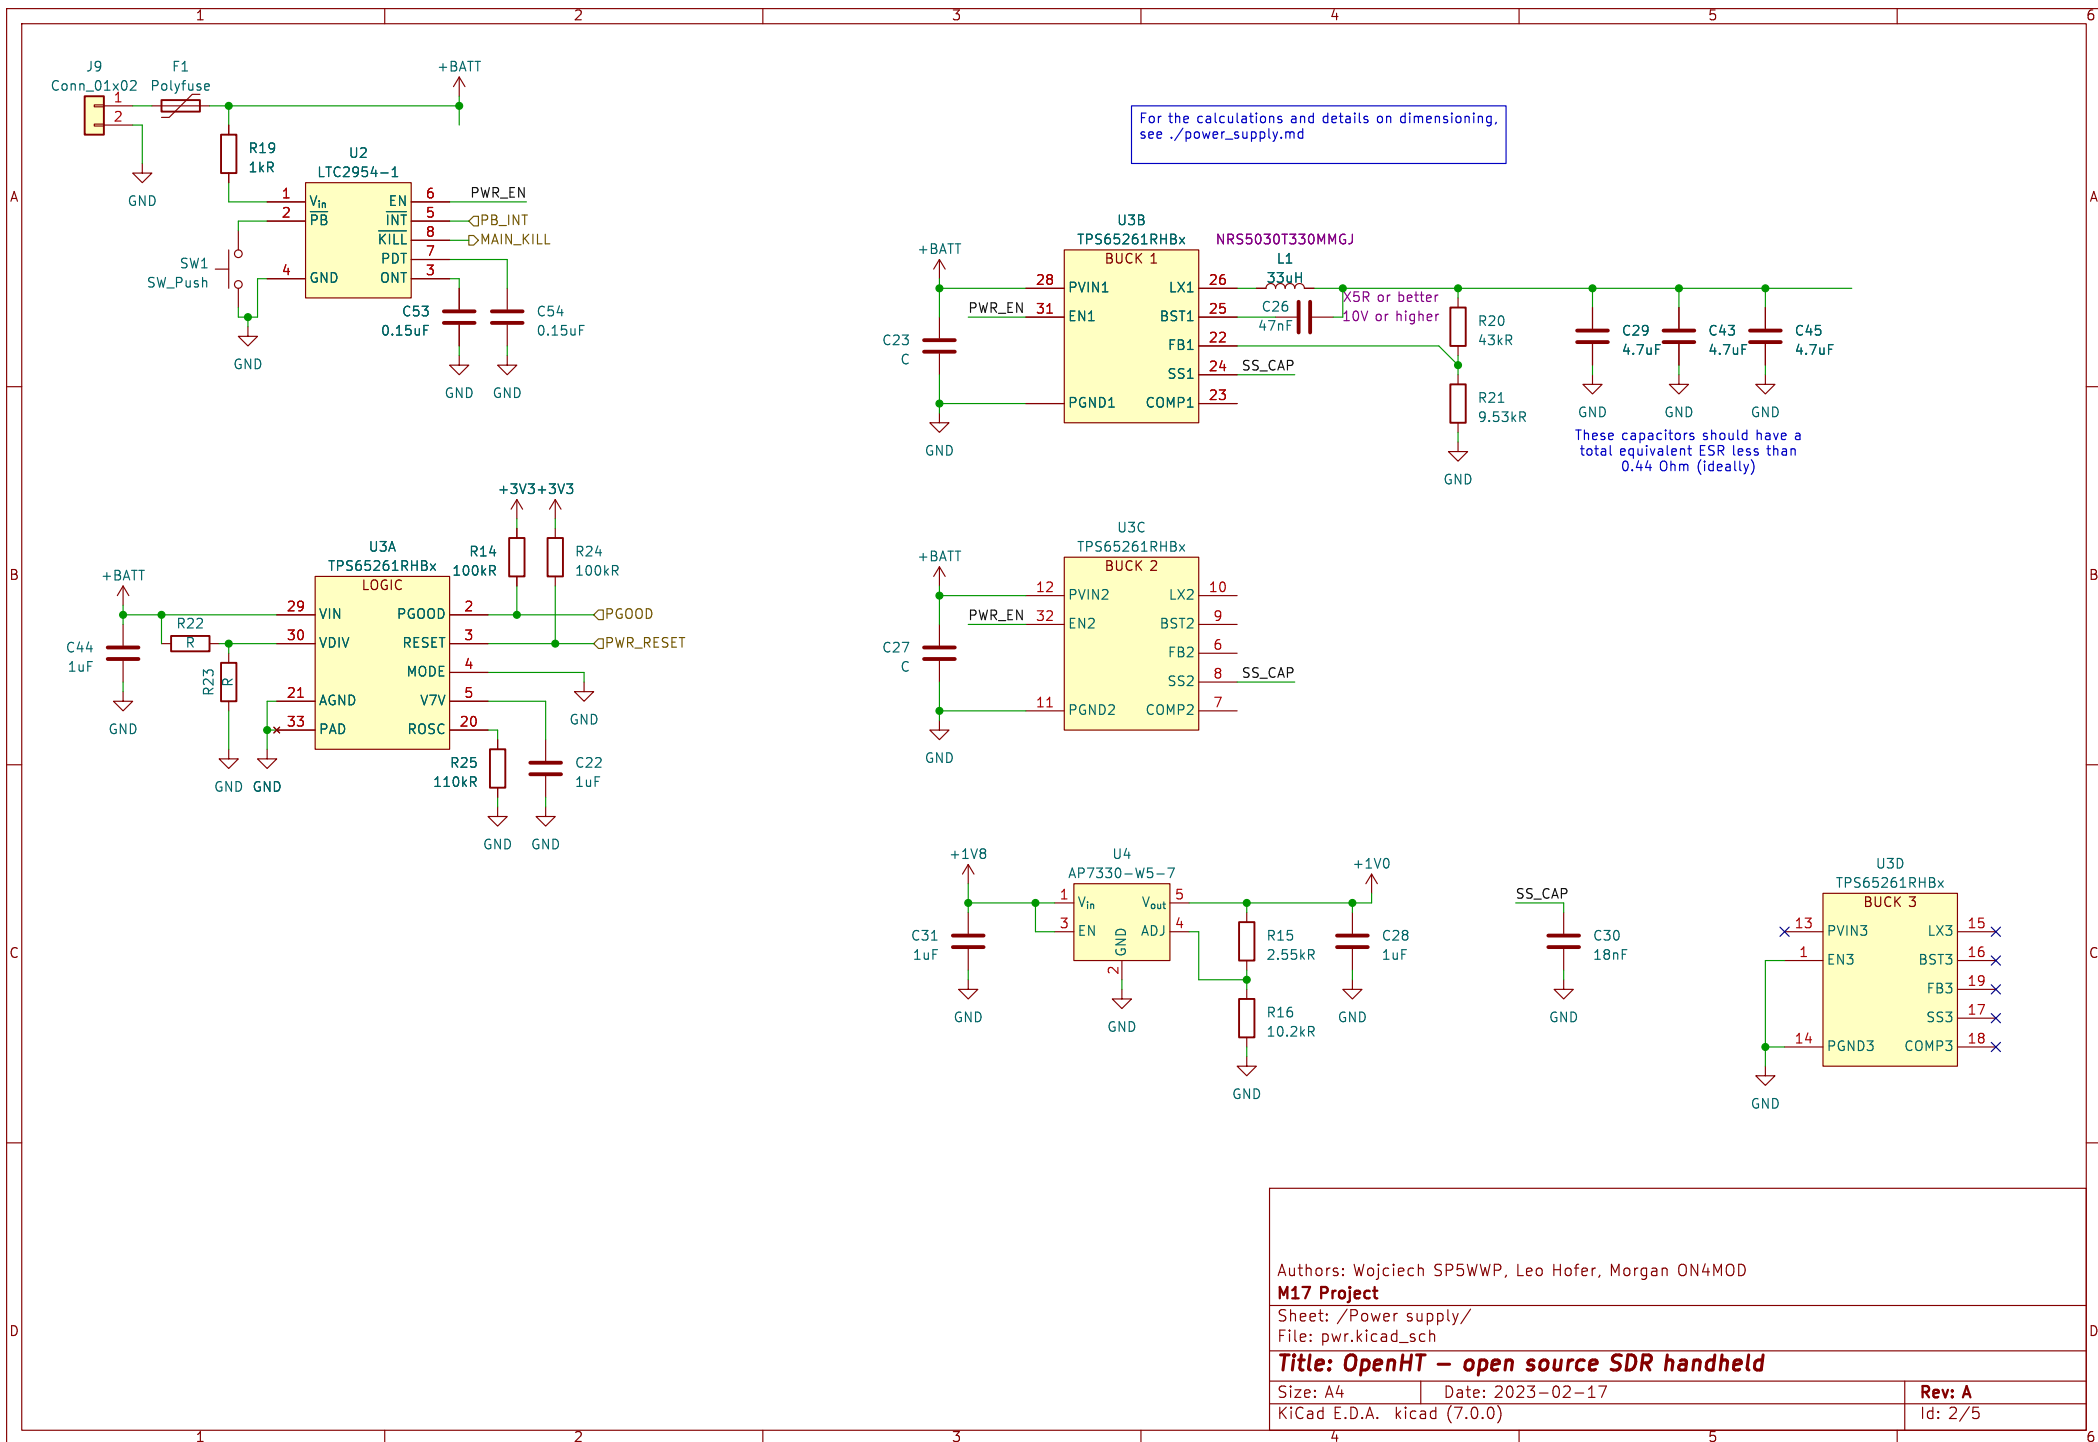 1 2 3 4 5 6
J9
Conn_01x02
1
2
F1
Polyfuse
+BATT
GND
R19
1kR
U2
LTC2954-1
1 Vin
2 PB
4 GND
EN 6 PWR_EN
INT 5 PB_INT
KILL 8 MAIN_KILL
PDT 7
ONT 3
SW1
SW_Push
GND
C53
0.15uF
C54
0.15uF
GND GND
For the calculations and details on dimensioning,
see ./power_supply.md
A A
U3B
TPS65261RHBx
BUCK 1
+BATT
28 PVIN1
PWR_EN 31 EN1
PGND1
C23
C
GND
LX1 26
BST1 25
FB1 22
SS1 24 SS_CAP
COMP1 23
NRS5030T330MMGJ
L1
33uH
C26
47nF
X5R or better
10V or higher
R20
43kR
R21
9.53kR
GND
C29
4.7uF
C43
4.7uF
C45
4.7uF
GND GND GND
These capacitors should have a
total equivalent ESR less than
0.44 Ohm (ideally)
+3V3 +3V3
R14
100kR
R24
100kR
U3A
TPS65261RHBx
LOGIC
+BATT
29 VIN
30 VDIV
21 AGND
33 PAD
PGOOD 2 PGOOD
RESET 3 PWR_RESET
MODE 4
V7V 5
ROSC 20
R22
R
R23
R
C44
1uF
GND
GND GND
GND
R25
110kR
C22
1uF
GND GND
B B
U3C
TPS65261RHBx
BUCK 2
+BATT
12 PVIN2
PWR_EN 32 EN2
11 PGND2
C27
C
GND
LX2 10
BST2 9
FB2 6
SS2 8 SS_CAP
COMP2 7
C C
+1V8
U4
AP7330-W5-7
1 Vin
3 EN
GND 2
Vout 5
ADJ 4
+1V0
C31
1uF
GND
GND
R15
2.55kR
R16
10.2kR
GND
C28
1uF
GND
SS_CAP
C30
18nF
GND
U3D
TPS65261RHBx
BUCK 3
13 PVIN3
1 EN3
14 PGND3
LX3 15
BST3 16
FB3 19
SS3 17
COMP3 18
GND
D D
Authors: Wojciech SP5WWP, Leo Hofer, Morgan ON4MOD
M17 Project
Sheet: /Power supply/
File: pwr.kicad_sch
Title: OpenHT – open source SDR handheld
Size: A4 Date: 2023-02-17 Rev: A
KiCad E.D.A. kicad (7.0.0) Id: 2/5
1 2 3 4 5 6